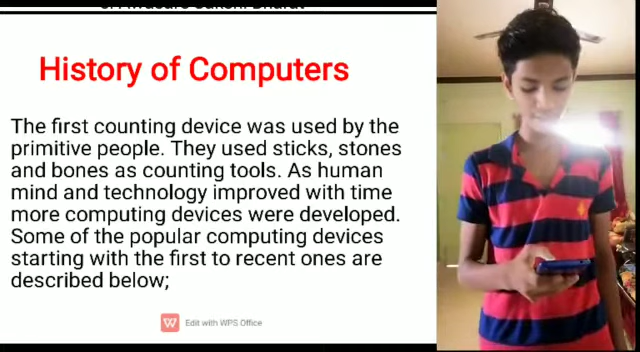 History of Computers
The first counting device was used by the
primitive people. They used sticks, stones
and bones as counting tools. As human
mind and technology improved with time
more computing devices were developed.
Some of the popular computing devices
starting with the first to recent ones are
described below;
W Edit with WPS Office